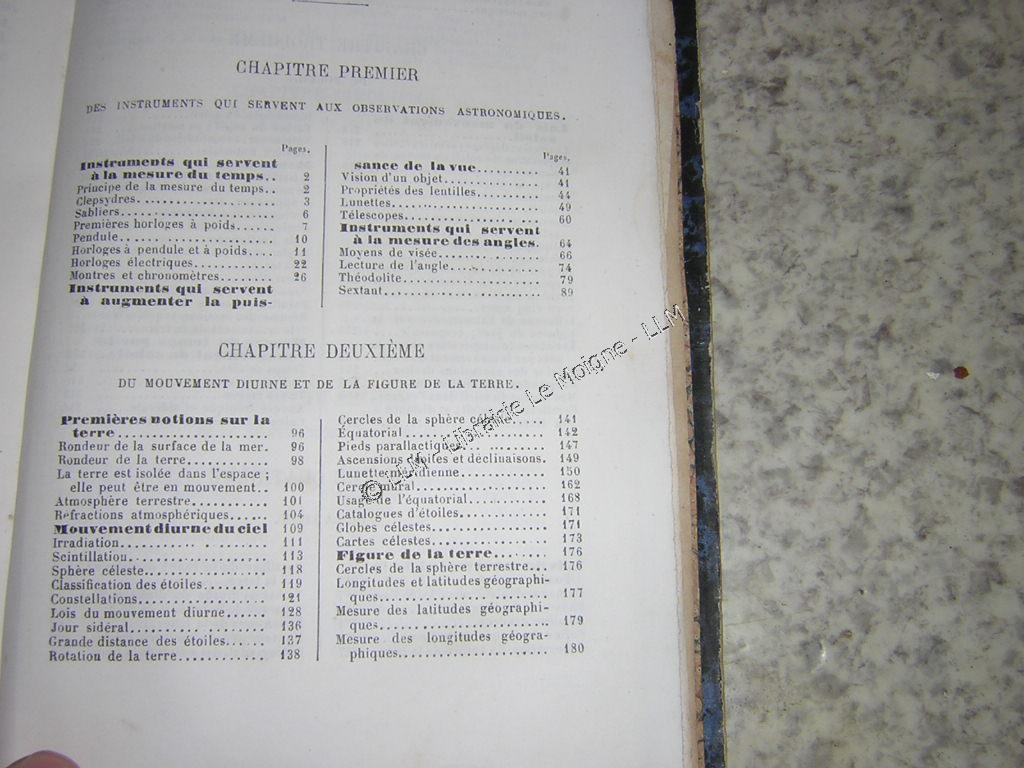 CHAPITRE PREMIER
DES INSTRUMENTS QUI SERVENT AUX OBSERVATIONS ASTRONOMIQUES.
Pages.
Instruments qui servent
à la mesure du temps.. 2
Principe de la mesure du temps.. 2
Clepsydres..................... 3
Sabliers........................ 6
Premières horloges à poids...... 7
Pendule........................ 10
Horloges à pendule et à poids.... 11
Horloges électriques............ 22
Montres et chronomètres........ 26
Instruments qui servent
à augmenter la puis-
Pages.
sance de la vue.......... 41
Vision d'un objet............... 41
Propriétés des lentilles.......... 44
Lunettes....................... 49
Télescopes..................... 60
Instruments qui servent
à la mesure des angles. 64
Moyens de visée................ 66
Lecture de l'angle.............. 74
Théodolite..................... 79
Sextant........................ 89
CHAPITRE DEUXIÈME
DU MOUVEMENT DIURNE ET DE LA FIGURE DE LA TERRE.
Premières notions sur la
terre...................... 96
Rondeur de la surface de la mer. 96
Rondeur de la terre............ 98
La terre est isolée dans l'espace ;
elle peut être en mouvement.. 100
Atmosphère terrestre........... 101
Réfractions atmosphériques...... 104
Mouvement diurne du ciel 109
Irradiation..................... 111
Scintillation.................... 113
Sphère céleste.................. 118
Classification des étoiles......... 119
Constellations.................. 121
Lois du mouvement diurne...... 128
Jour sidéral.................... 136
Grande distance des étoiles...... 137
Rotation de la terre............. 138
Cercles de la sphère céleste..... 141
Équatorial..................... 142
Pieds parallactiques............ 147
Ascensions droites et déclinaisons. 149
Lunette méridienne............. 150
Cercle mural................... 162
Usage de l'équatorial........... 168
Catalogues d'étoiles............. 171
Globes célestes................. 171
Cartes célestes................. 173
Figure de la terre........ 176
Cercles de la sphère terrestre... 176
Longitudes et latitudes géographi-
ques......................... 177
Mesure des latitudes géographi-
ques......................... 179
Mesure des longitudes géogra-
phiques...................... 180
© LLM - Librairie Le Moigne - LLM